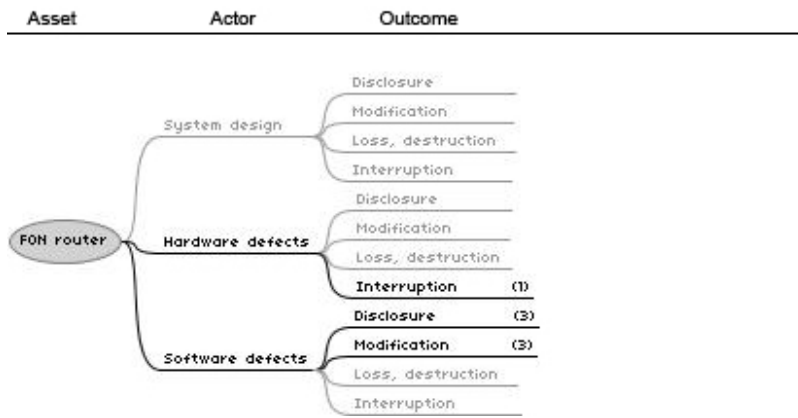 Asset Actor Outcome
Disclosure
Modification
System design
Loss, destruction
Interruption
Disclosure
Modification
FON router
Hardware defects
Loss, destruction
Interruption (1)
Disclosure (3)
Modification (3)
Software defects
Loss, destruction
Interruption